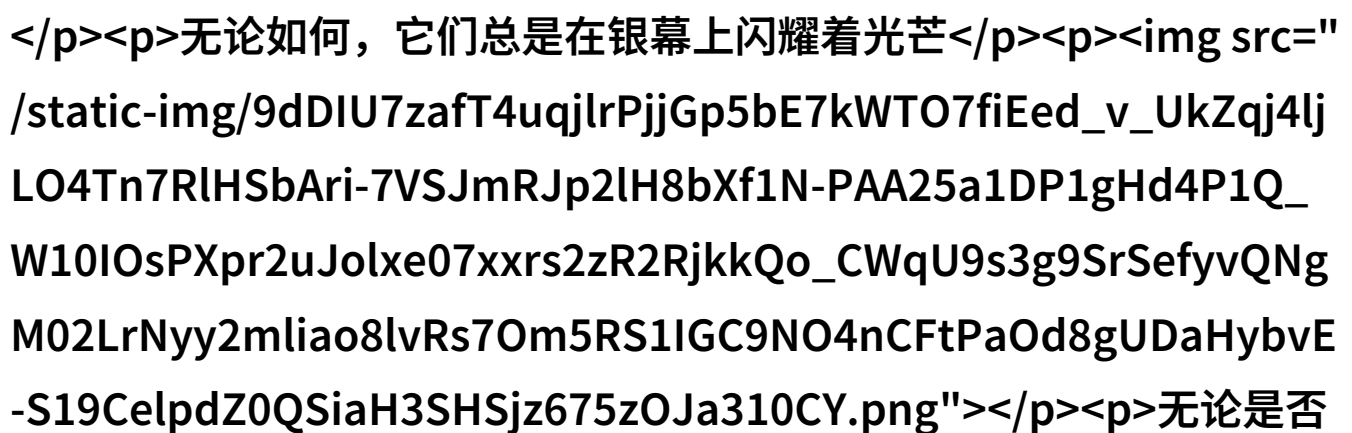 </p><p>无论如何，它们总是在银幕上闪耀着光芒</p><p><img src="
/static-img/9dDIU7zafT4uqjlrPjjGp5bE7kWTO7fiEed_v_UkZqj4lj
LO4Tn7RlHSbAri-7VSJmRJp2lH8bXf1N-PAA25a1DP1gHd4P1Q_
W10IOsPXpr2uJolxe07xxrs2zR2RjkkQo_CWqU9s3g9SrSefyvQNg
M02LrNyy2mliao8lvRs7Om5RS1IGC9NO4nCFtPaOd8gUDaHybvE
-S19CelpdZ0QSiaH3SHSjz675zOJa310CY.png"></p><p>无论是否